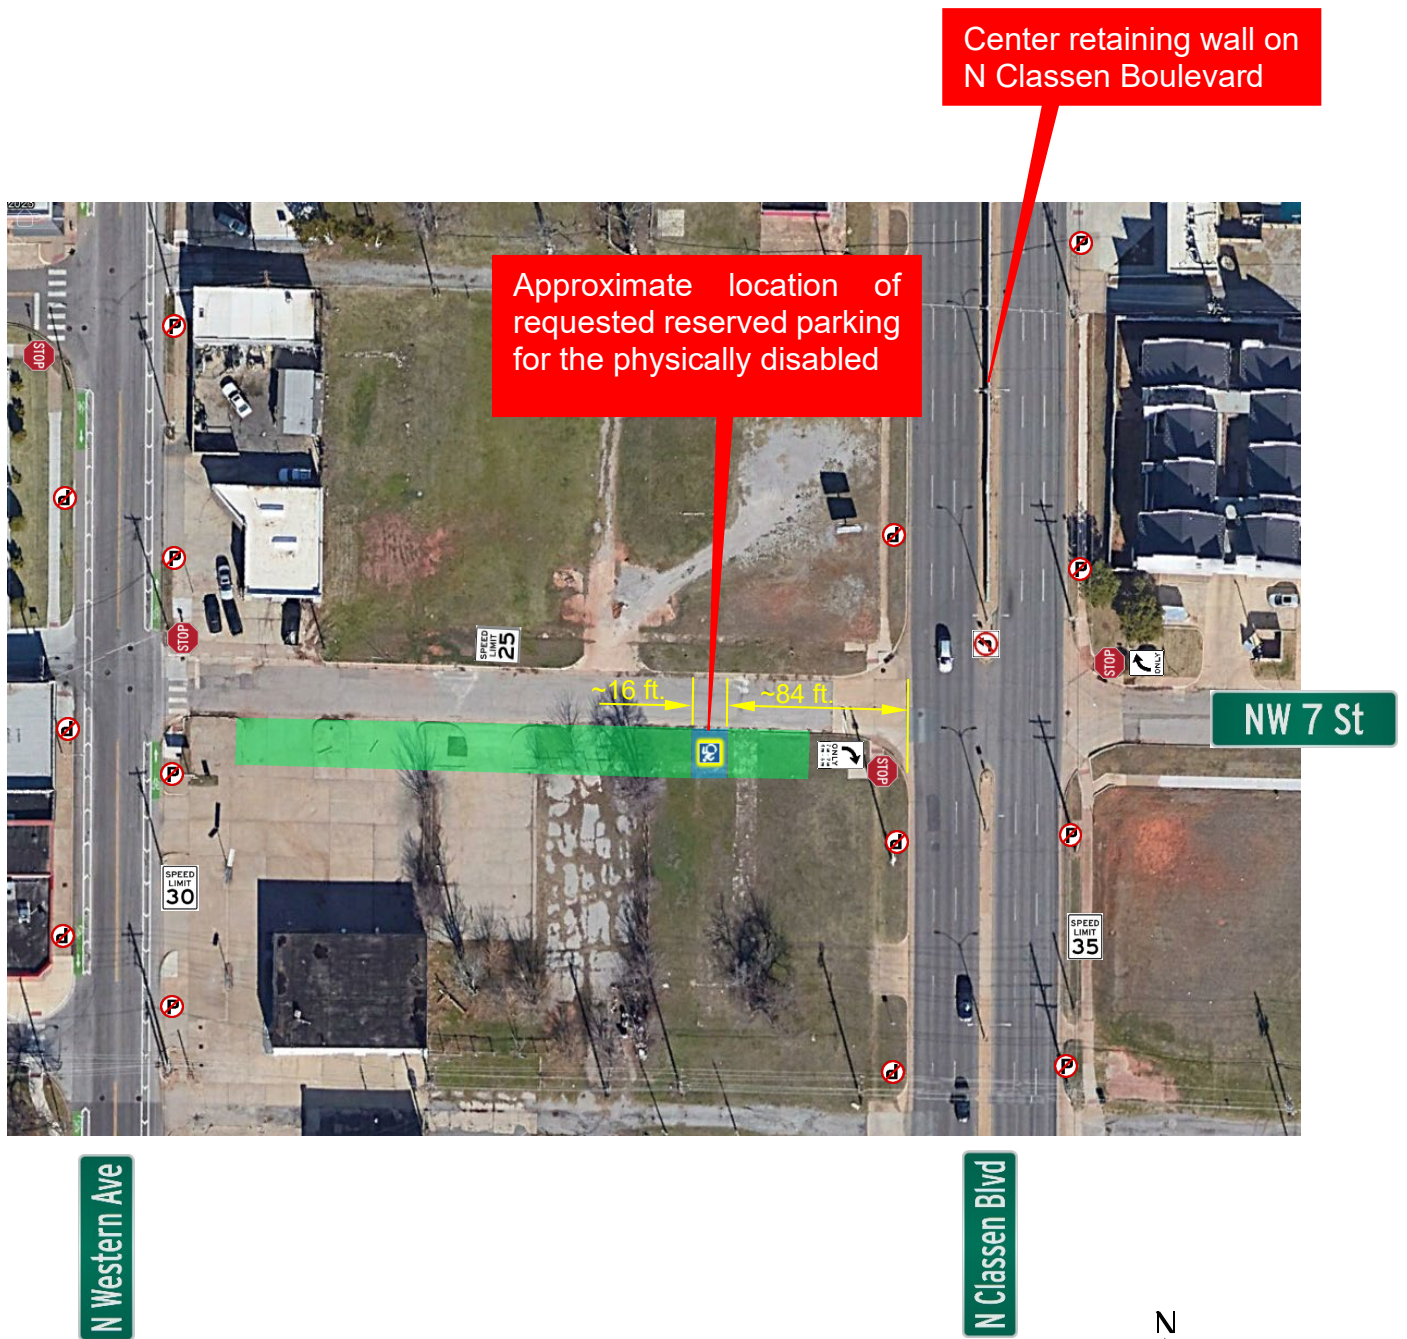 Center retaining wall on
N Classen Boulevard
2023
Approximate location of
requested reserved parking
for the physically disabled
STOP
STOP
SPEED
LIMIT
25
STOP
ONLY
~16 ft.
~84 ft.
NW 7 St
ONLY
STOP
SPEED
LIMIT
30
SPEED
LIMIT
35
N Western Ave
N Classen Blvd
N